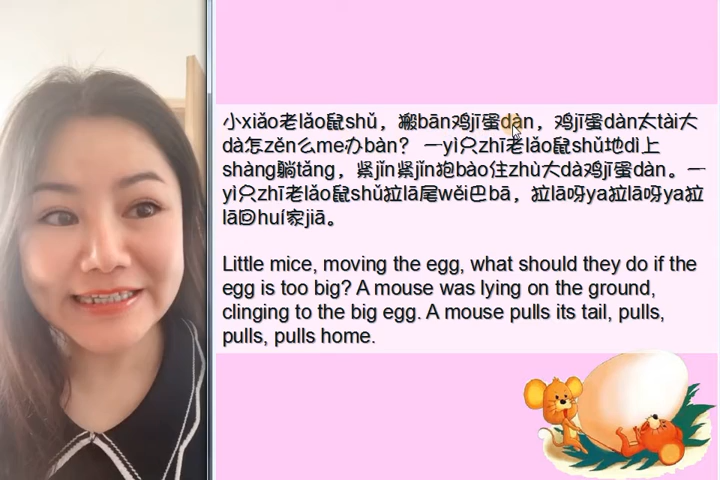 小xiǎo老lǎo鼠shǔ，搬bān鸡jī蛋dàn，鸡jī蛋dàn太tài大
dà怎zěn么me办bàn？ 一yì只zhī老lǎo鼠shǔ地dì上
shàng躺tǎng，紧jǐn紧jǐn抱bào住zhù大dà鸡jī蛋dàn。一
yì只zhī老lǎo鼠shǔ拉lā尾wěi巴bā，拉lā呀ya拉lā呀ya拉
lā回huí家jiā。
Little mice, moving the egg, what should they do if the
egg is too big? A mouse was lying on the ground,
clinging to the big egg. A mouse pulls its tail, pulls,
pulls, pulls home.